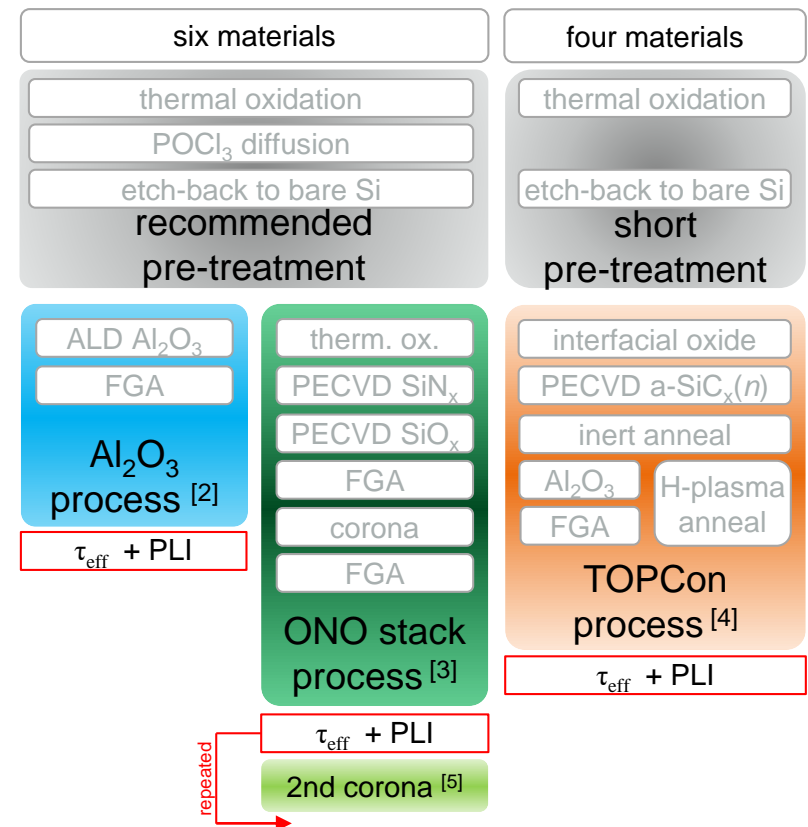 six materials
four materials
thermal oxidation
POCl₃ diffusion
etch-back to bare Si
recommended
pre-treatment
thermal oxidation
etch-back to bare Si
short
pre-treatment
ALD Al₂O₃
FGA
Al₂O₃
process [2]
τeff + PLI
therm. ox.
PECVD SiNₓ
PECVD SiOₓ
FGA
corona
FGA
ONO stack
process [3]
τeff + PLI
repeated
2nd corona [5]
interfacial oxide
PECVD a-SiCₓ(n)
inert anneal
Al₂O₃
FGA
H-plasma
anneal
TOPCon
process [4]
τeff + PLI